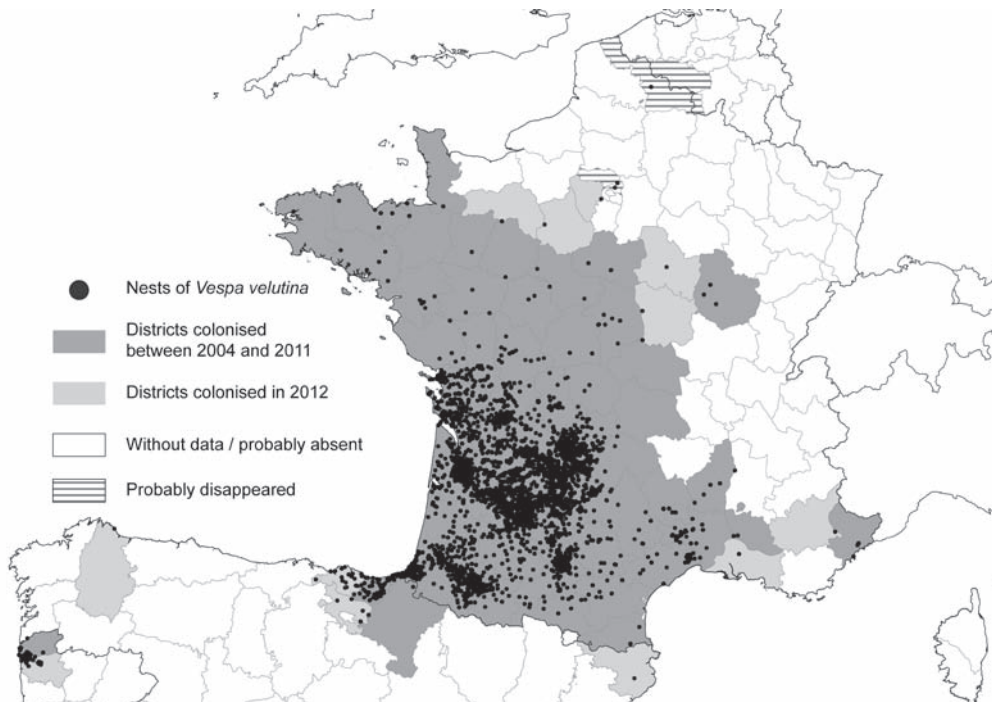 Nests of Vespa velutina
Districts colonised
between 2004 and 2011
Districts colonised in 2012
Without data / probably absent
Probably disappeared